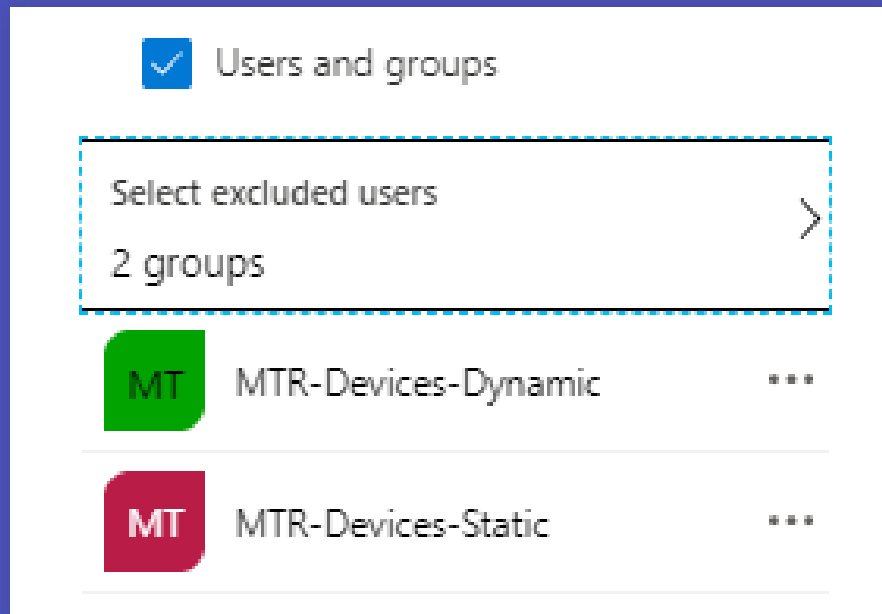 Users and groups
Select excluded users
2 groups
MT MTR-Devices-Dynamic
MT MTR-Devices-Static